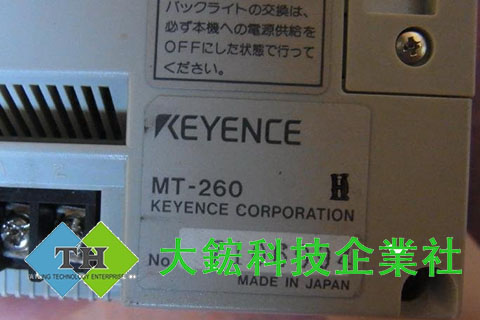 バックライトの交換は、
必ず本機への電源供給を
OFFにした状態で行って
ください。
KEYENCE
MT-260
KEYENCE CORPORATION
TH
大鋐科技企業社
No.
MADE IN JAPAN